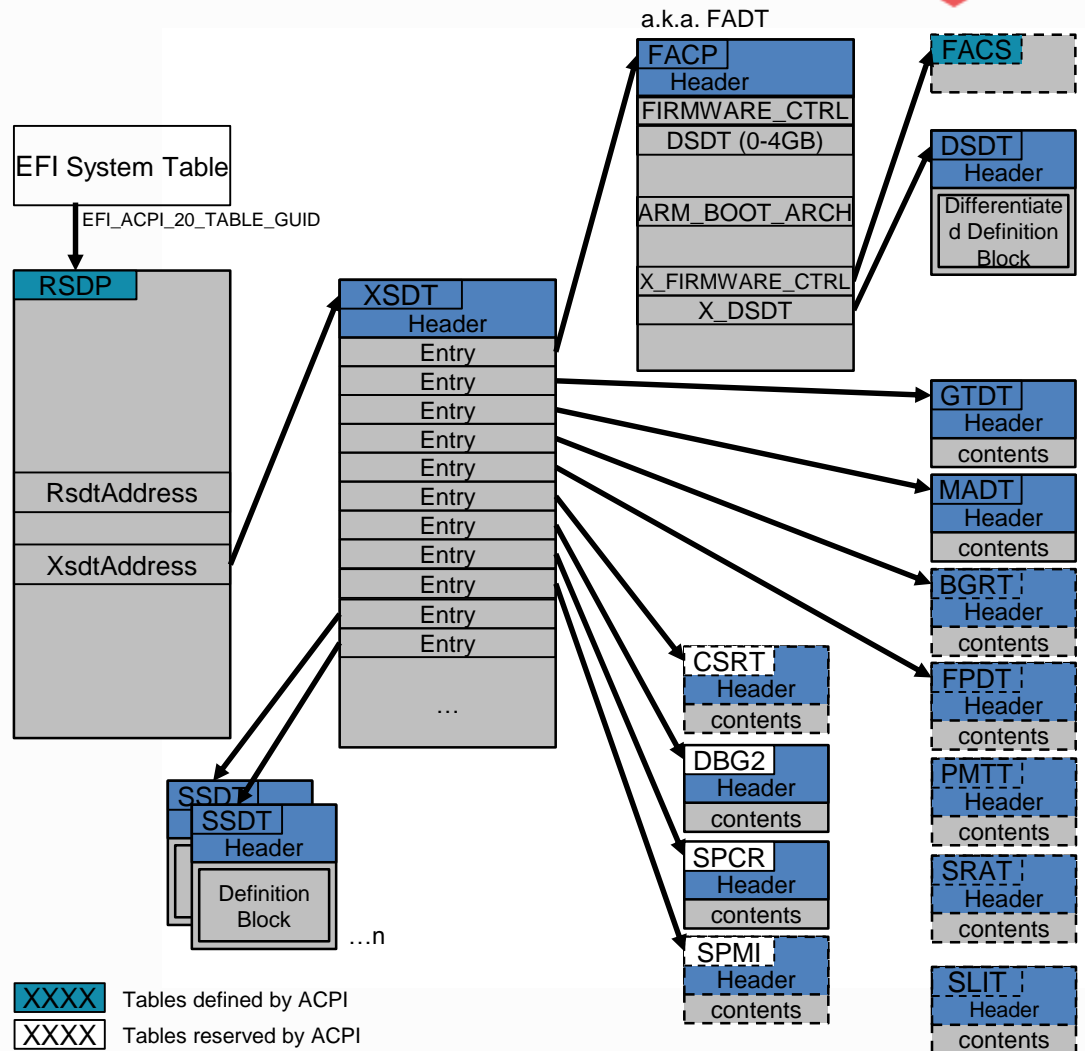 a.k.a. FADT
FACP
Header
FIRMWARE_CTRL
DSDT (0-4GB)
ARM_BOOT_ARCH
X_FIRMWARE_CTRL
X_DSDT
FACS
DSDT
Header
Differentiate
d Definition
Block
EFI System Table
EFI_ACPI_20_TABLE_GUID
RSDP
RsdtAddress
XsdtAddress
XSDT
Header
Entry
Entry
Entry
Entry
Entry
Entry
Entry
Entry
Entry
Entry
Entry
…
GTDT
Header
contents
MADT
Header
contents
BGRT
Header
contents
FPDT
Header
contents
PMTT
Header
contents
SRAT
Header
contents
SLIT
Header
contents
CSRT
Header
contents
DBG2
Header
contents
SPCR
Header
contents
SPMI
Header
contents
SSDT
SSDT
Header
Definition
Block
…n
XXXX Tables defined by ACPI
XXXX Tables reserved by ACPI